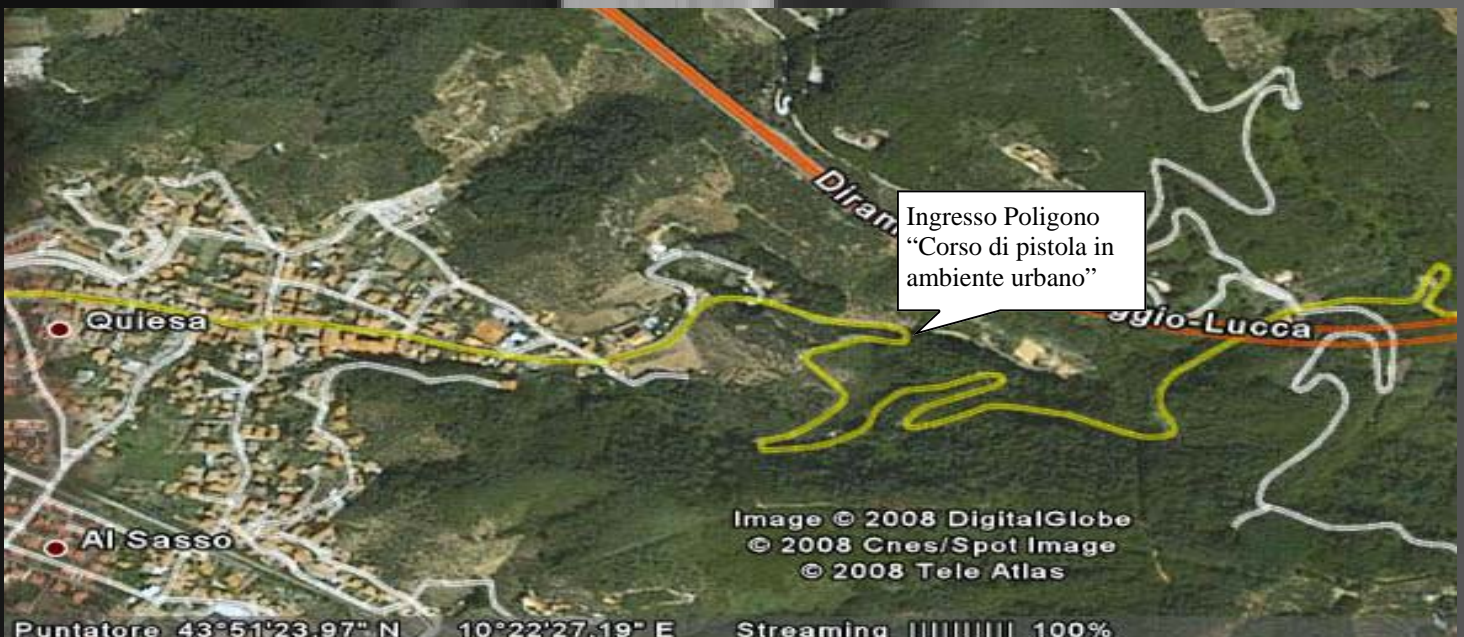 Diram
Ingresso Poligono
“Corso di pistola in
ambiente urbano”
ggio-Lucca
Quiesa
Al Sasso
Image © 2008 DigitalGlobe
© 2008 Cnes/Spot Image
© 2008 Tele Atlas
Puntatore 43°51'23.97" N 10°22'27.19" E Streaming |||||||||| 100%